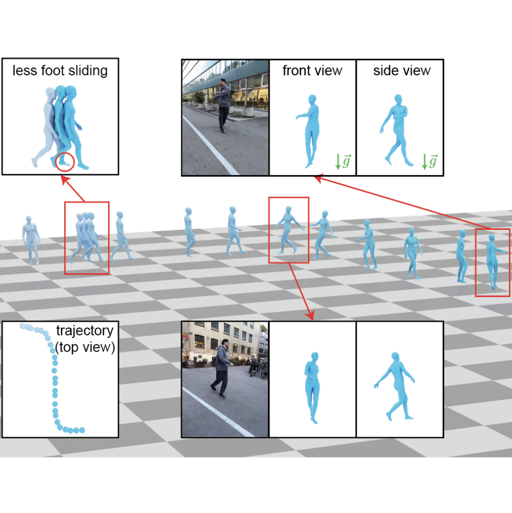 less foot sliding
front view
side view
↓g⃗
↓g⃗
trajectory
(top view)